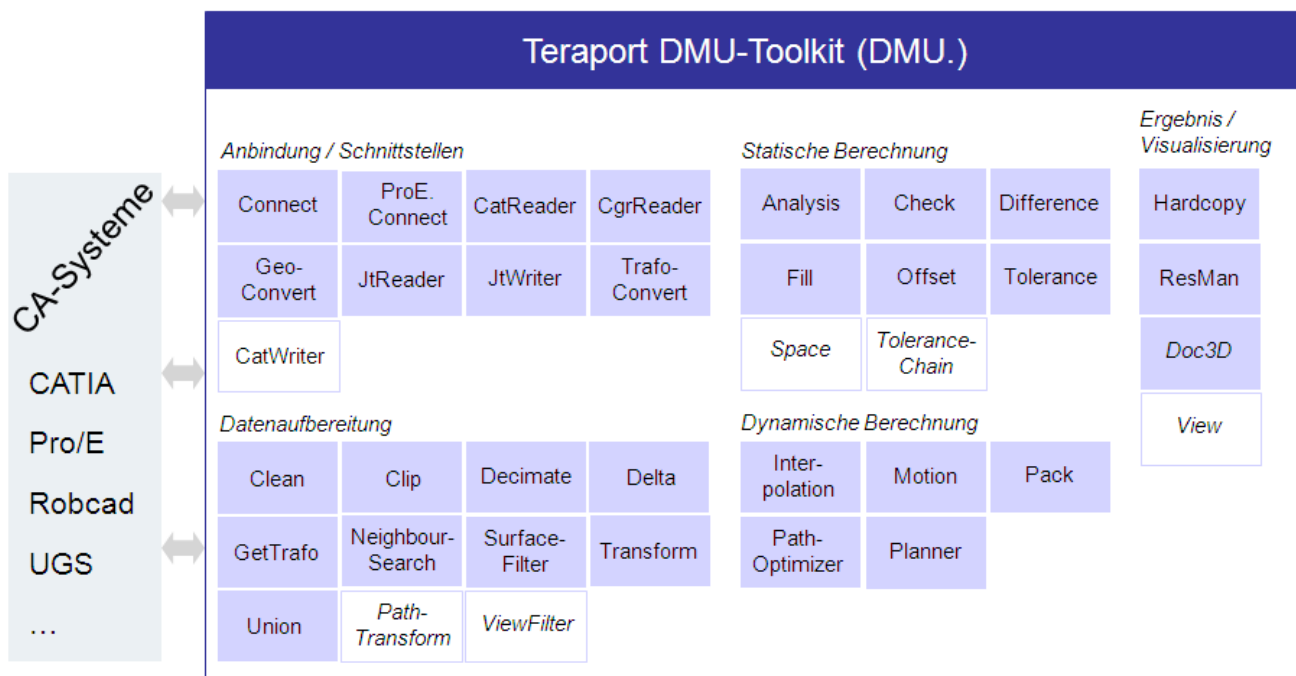 Teraport DMU-Toolkit (DMU.)
CA-Systeme
CATIA
Pro/E
Robcad
UGS
...
Anbindung / Schnittstellen
Connect
ProE.
Connect
CatReader
CgrReader
Geo-
Convert
JtReader
JtWriter
Trafo-
Convert
CatWriter
Datenaufbereitung
Clean
Clip
Decimate
Delta
GetTrafo
Neighbour-
Search
Surface-
Filter
Transform
Union
Path-
Transform
ViewFilter
Statische Berechnung
Analysis
Check
Difference
Fill
Offset
Tolerance
Space
Tolerance-
Chain
Dynamische Berechnung
Inter-
polation
Motion
Pack
Path-
Optimizer
Planner
Ergebnis /
Visualisierung
Hardcopy
ResMan
Doc3D
View